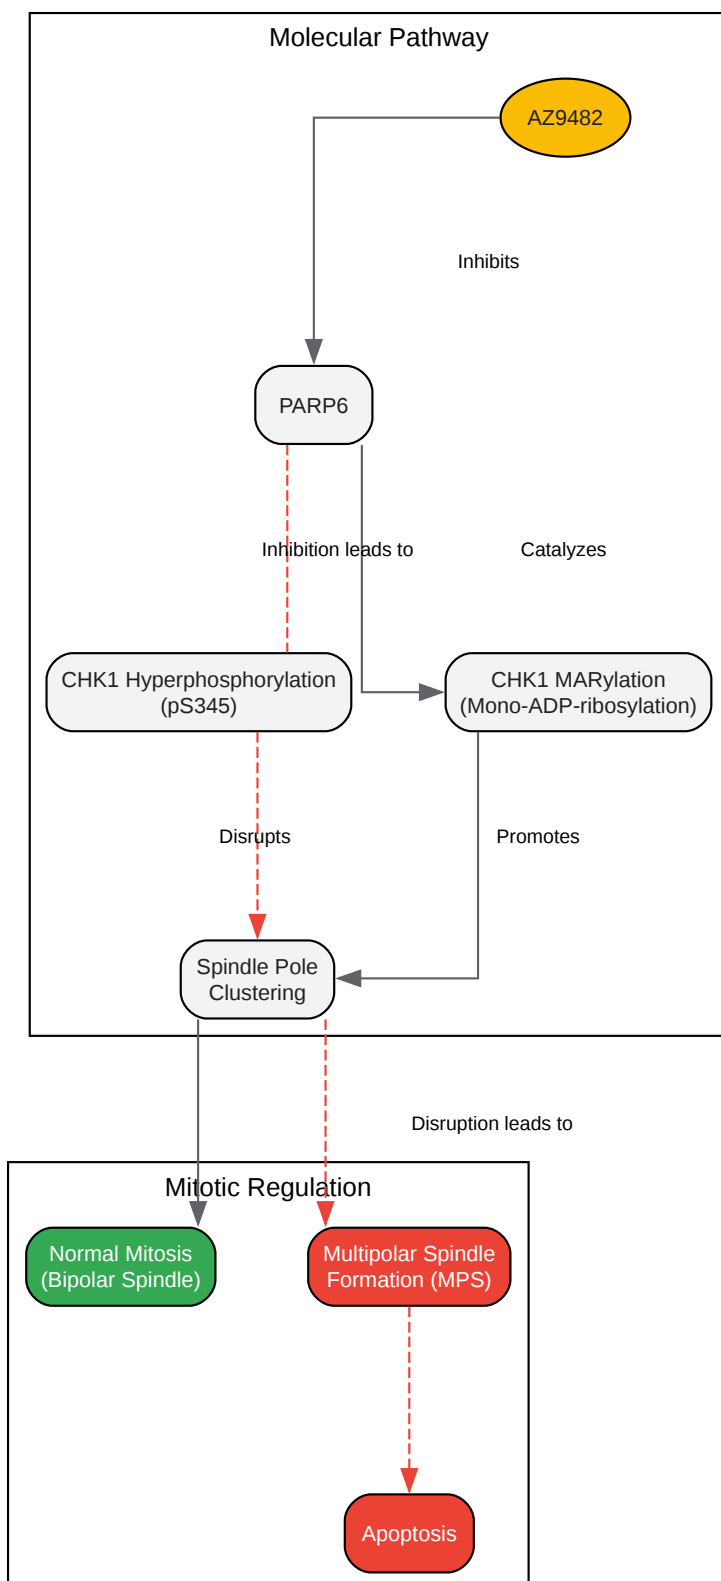 Molecular Pathway
AZ9482
Inhibits
PARP6
Inhibition leads to
Catalyzes
CHK1 Hyperphosphorylation
(pS345)
CHK1 MARylation
(Mono-ADP-ribosylation)
Disrupts
Promotes
Spindle Pole
Clustering
Disruption leads to
Mitotic Regulation
Normal Mitosis
(Bipolar Spindle)
Multipolar Spindle
Formation (MPS)
Apoptosis